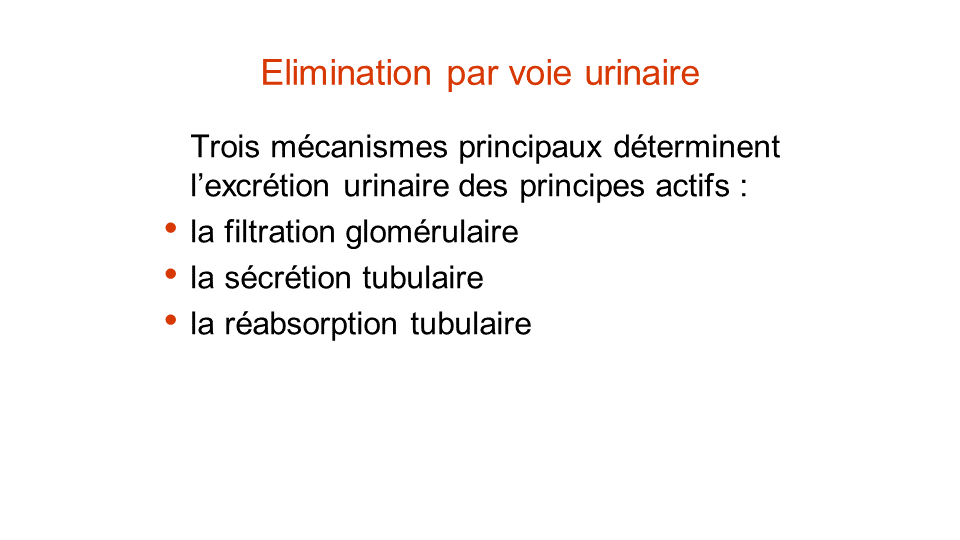 Elimination par voie urinaire
Trois mécanismes principaux déterminent
l’excrétion urinaire des principes actifs :
• la filtration glomérulaire
• la sécrétion tubulaire
• la réabsorption tubulaire